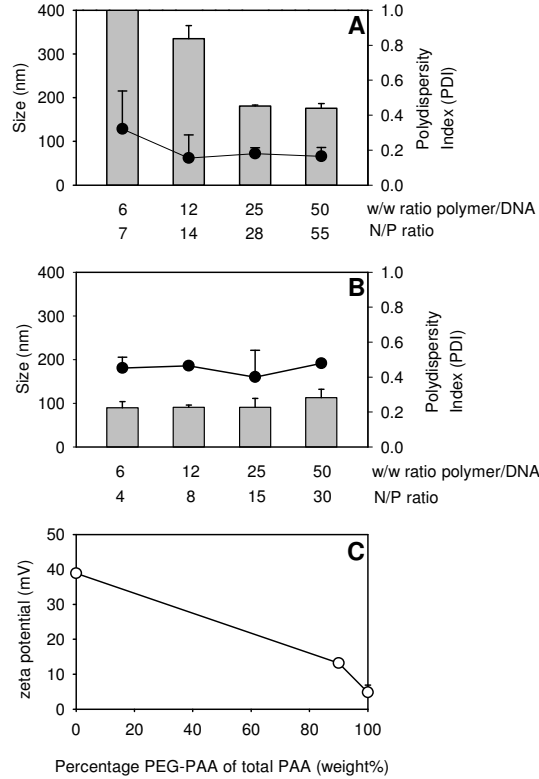 A
400
300
200
100
0
Size (nm)
1.0
0.8
0.6
0.4
0.2
0.0
Polydispersity
Index (PDI)
6 12 25 50 w/w ratio polymer/DNA
7 14 28 55 N/P ratio
B
400
300
200
100
0
Size (nm)
1.0
0.8
0.6
0.4
0.2
0.0
Polydispersity
Index (PDI)
6 12 25 50 w/w ratio polymer/DNA
4 8 15 30 N/P ratio
C
50
40
30
20
10
0
zeta potential (mV)
0 20 40 60 80 100
Percentage PEG-PAA of total PAA (weight%)